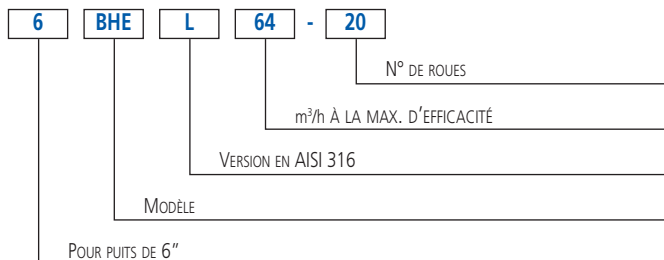 6 BHE L 64 - 20
N° DE ROUES
m³/h À LA MAX. D'EFFICACITÉ
VERSION EN AISI 316
MODÈLE
POUR PUITS DE 6"